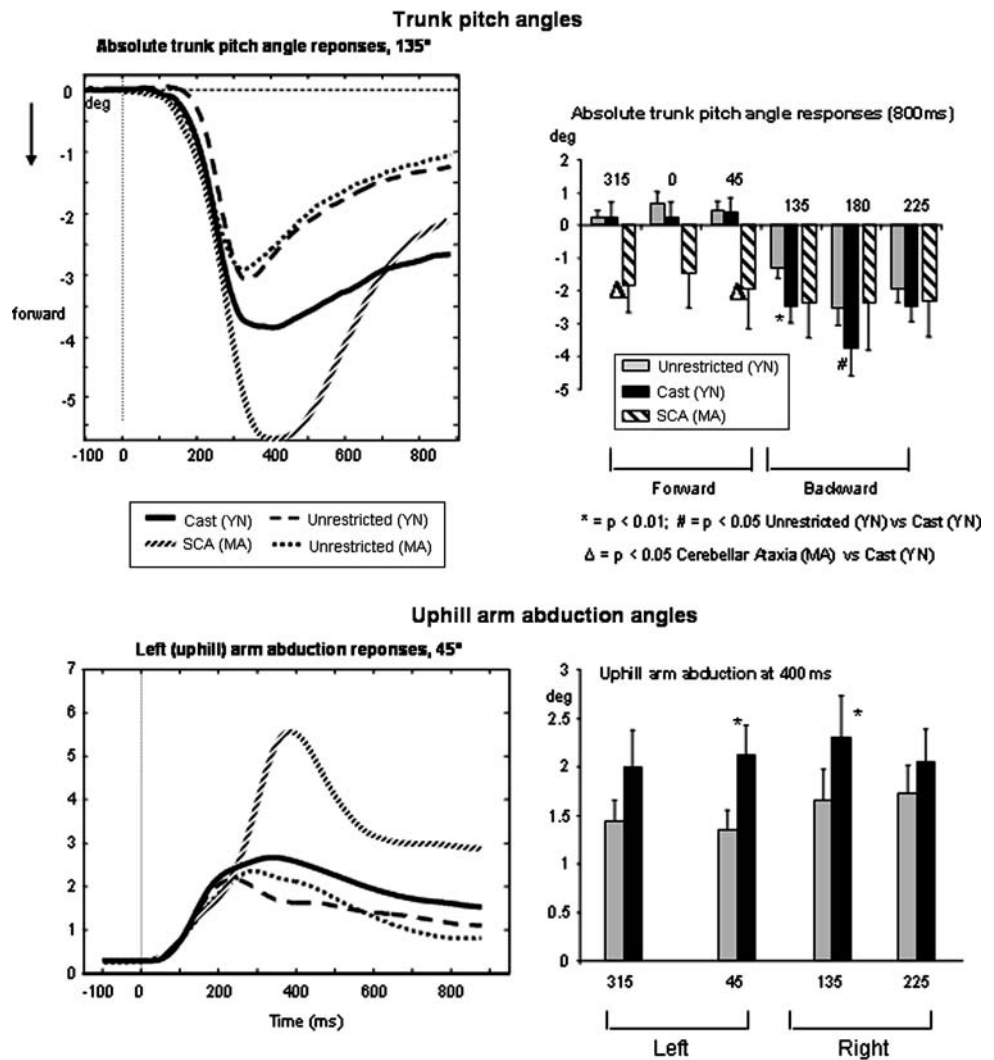 Trunk pitch angles
Absolute trunk pitch angle reponses, 135°
0
deg
-1
-2
-3
forward
-4
-5
-100 0 200 400 600 800
Cast (YN) Unrestricted (YN)
SCA (MA) Unrestricted (MA)
Absolute trunk pitch angle responses (800ms)
deg
2
1
0
-1
-2
-3
-4
-5
315 0 45
135 180 225
Δ Δ
*
#
Unrestricted (YN)
Cast (YN)
SCA (MA)
Forward Backward
* = p < 0.01; # = p < 0.05 Unrestricted (YN) vs Cast (YN)
Δ = p < 0.05 Cerebellar Ataxia (MA) vs Cast (YN)
Uphill arm abduction angles
Left (uphill) arm abduction reponses, 45°
7
6
5
4
3
2
1
0
-100 0 200 400 600 800
Time (ms)
Uphill arm abduction at 400 ms
3
deg
2.5
2
1.5
1
0.5
0
* *
315 45 135 225
Left Right